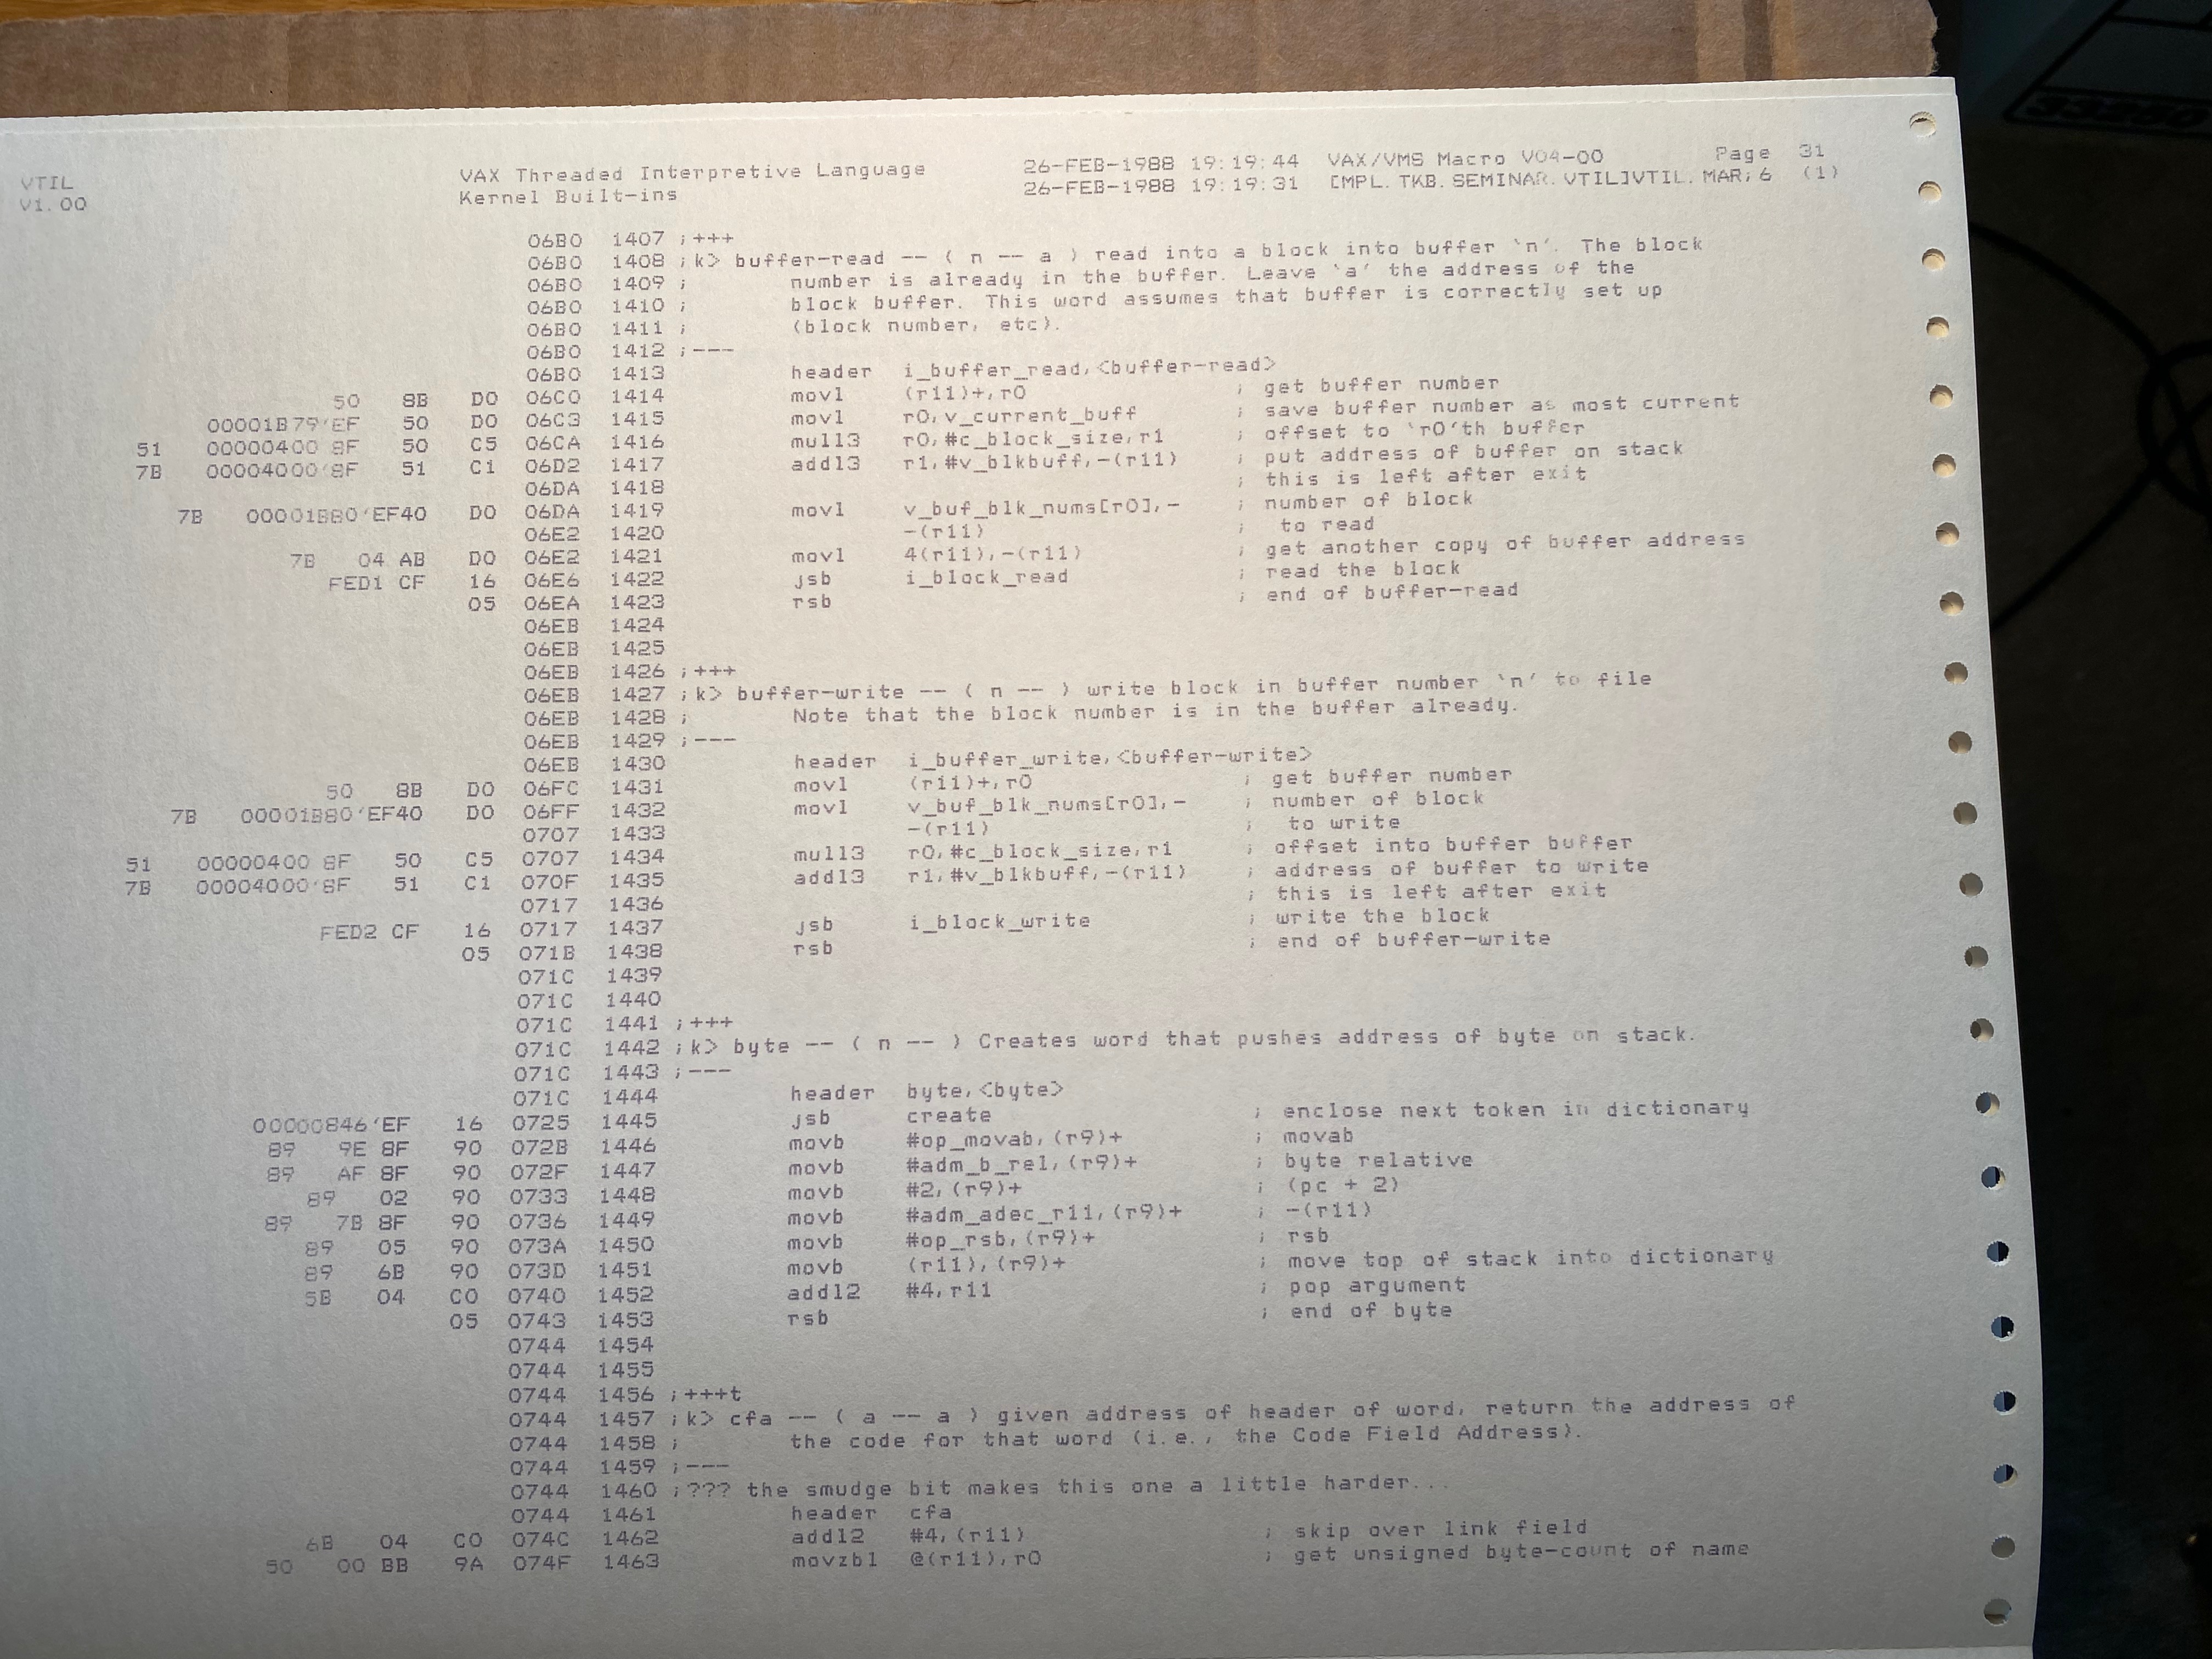 VTIL    VAX Threaded Interpretive Language    26-FEB-1988 19:19:44  VAX/VMS Macro V04-00    Page  31
V1.00    Kernel Built-ins    26-FEB-1988 19:19:31  [MPL.TKB.SEMINAR.VTIL]VTIL.MAR;6  (1)
06B0  1407 ;+++
06B0  1408 ;k> buffer-read -- ( n -- a ) read into a block into buffer `n'. The block
06B0  1409 ;    number is already in the buffer. Leave `a' the address of the
06B0  1410 ;    block buffer. This word assumes that buffer is correctly set up
06B0  1411 ;    (block number, etc).
06B0  1412 ;---
06B0  1413    header  i_buffer_read,<buffer-read>
50  8B  D0  06C0  1414    movl  (r11)+,r0    ; get buffer number
00001B79'EF  50  D0  06C3  1415    movl  r0,v_current_buff    ; save buffer number as most current
51  00000400 8F  50  C5  06CA  1416    mull3  r0,#c_block_size,r1    ; offset to `r0'th buffer
7B  00004000'8F  51  C1  06D2  1417    addl3  r1,#v_blkbuff,-(r11)    ; put address of buffer on stack
06DA  1418    ; this is left after exit
7B  00001B80'EF40  D0  06DA  1419    movl  v_buf_blk_nums[r0],-    ; number of block
06E2  1420    -(r11)    ;  to read
7B  04 AB  D0  06E2  1421    movl  4(r11),-(r11)    ; get another copy of buffer address
FED1 CF  16  06E6  1422    jsb  i_block_read    ; read the block
05  06EA  1423    rsb    ; end of buffer-read
06EB  1424
06EB  1425
06EB  1426 ;+++
06EB  1427 ;k> buffer-write -- ( n -- ) write block in buffer number `n' to file
06EB  1428 ;    Note that the block number is in the buffer already.
06EB  1429 ;---
06EB  1430    header  i_buffer_write,<buffer-write>
50  8B  D0  06FC  1431    movl  (r11)+,r0    ; get buffer number
7B  00001B80'EF40  D0  06FF  1432    movl  v_buf_blk_nums[r0],-    ; number of block
0707  1433    -(r11)    ;  to write
51  00000400 8F  50  C5  0707  1434    mull3  r0,#c_block_size,r1    ; offset into buffer buffer
7B  00004000'8F  51  C1  070F  1435    addl3  r1,#v_blkbuff,-(r11)    ; address of buffer to write
0717  1436    ; this is left after exit
FED2 CF  16  0717  1437    jsb  i_block_write    ; write the block
05  071B  1438    rsb    ; end of buffer-write
071C  1439
071C  1440
071C  1441 ;+++
071C  1442 ;k> byte -- ( n -- ) Creates word that pushes address of byte on stack.
071C  1443 ;---
071C  1444    header  byte,<byte>
00000846'EF  16  0725  1445    jsb  create    ; enclose next token in dictionary
89  9E 8F  90  072B  1446    movb  #op_movab,(r9)+    ; movab
89  AF 8F  90  072F  1447    movb  #adm_b_rel,(r9)+    ; byte relative
89  02  90  0733  1448    movb  #2,(r9)+    ; (pc + 2)
89  7B 8F  90  0736  1449    movb  #adm_adec_r11,(r9)+    ; -(r11)
89  05  90  073A  1450    movb  #op_rsb,(r9)+    ; rsb
89  6B  90  073D  1451    movb  (r11),(r9)+    ; move top of stack into dictionary
5B  04  C0  0740  1452    addl2  #4,r11    ; pop argument
05  0743  1453    rsb    ; end of byte
0744  1454
0744  1455
0744  1456 ;+++t
0744  1457 ;k> cfa -- ( a -- a ) given address of header of word, return the address of
0744  1458 ;    the code for that word (i.e., the Code Field Address).
0744  1459 ;---
0744  1460 ;??? the smudge bit makes this one a little harder...
0744  1461    header  cfa
6B  04  C0  074C  1462    addl2  #4,(r11)    ; skip over link field
50  00 BB  9A  074F  1463    movzbl  @(r11),r0    ; get unsigned byte-count of name